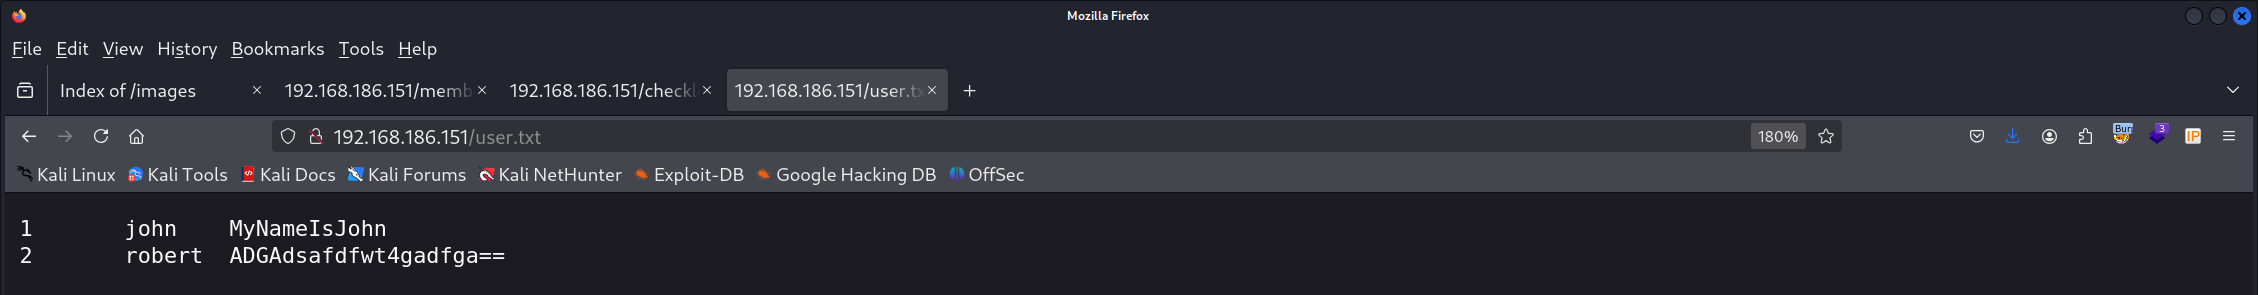 Mozilla Firefox
File Edit View History Bookmarks Tools Help
Index of /images 192.168.186.151/memb 192.168.186.151/checkl 192.168.186.151/user.tx
192.168.186.151/user.txt 180% Bur 3 IP
Kali Linux Kali Tools Kali Docs Kali Forums Kali NetHunter Exploit-DB Google Hacking DB OffSec
1 john MyNameIsJohn
2 robert ADGAdsafdfwt4gadfga==